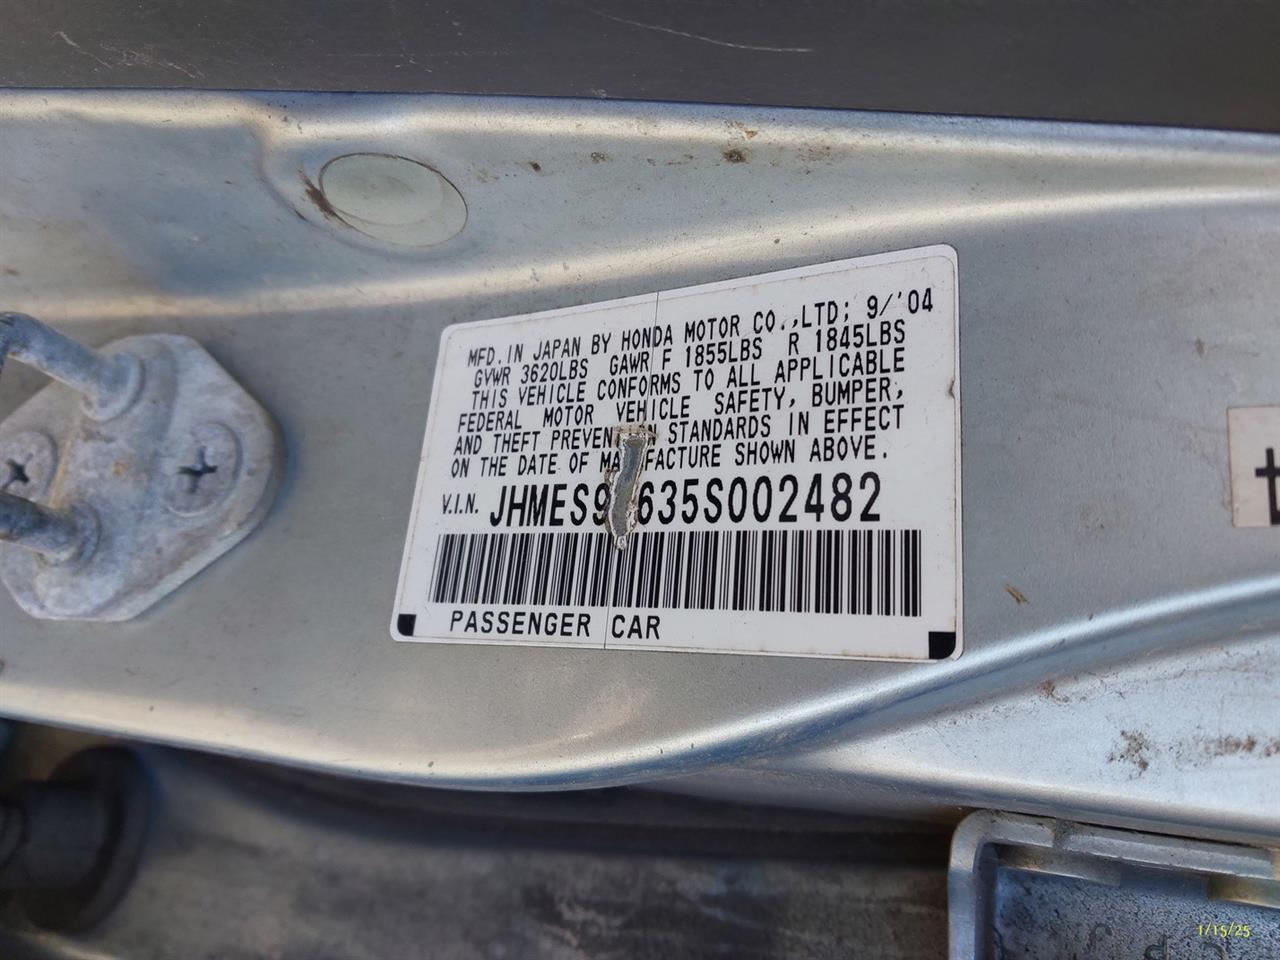 MFD. IN JAPAN BY HONDA MOTOR CO.,LTD; 9/'04
GVWR 3620LBS GAWR F 1855LBS R 1845LBS
THIS VEHICLE CONFORMS TO ALL APPLICABLE
FEDERAL MOTOR VEHICLE SAFETY, BUMPER,
AND THEFT STANDARDS IN EFFECT
ON THE DATE OF SHOWN ABOVE.
V.I.N.
PASSENGER CAR
1/15/25